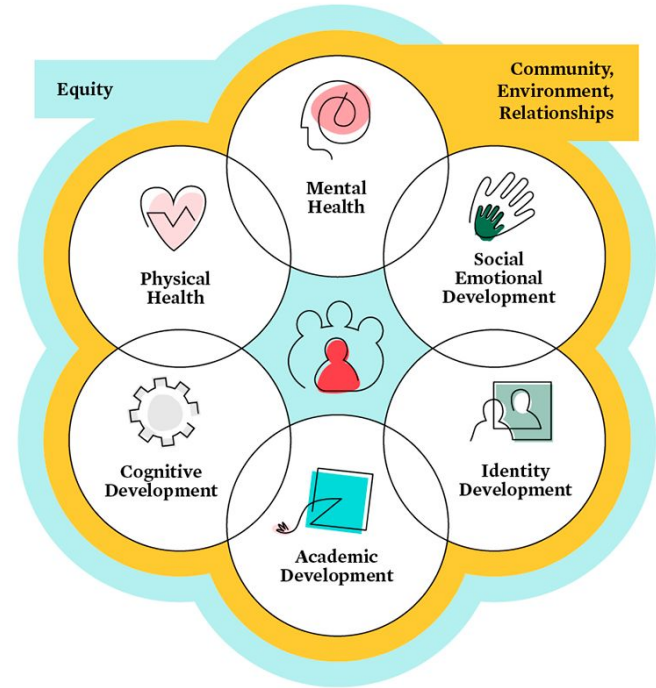 Equity
Community,
Environment,
Relationships
Mental
Health
Physical
Health
Social
Emotional
Development
Cognitive
Development
Identity
Development
Academic
Development